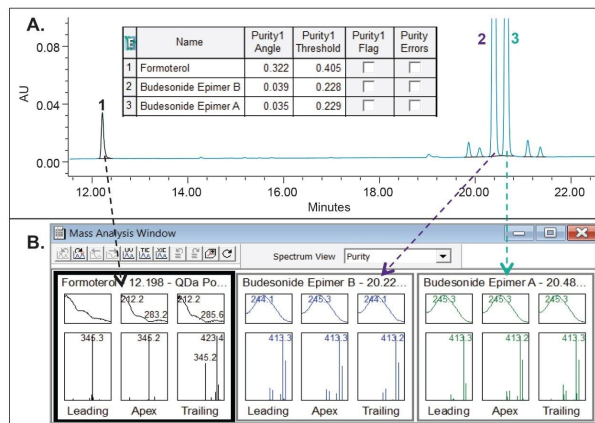 A.
Name Purity1 Angle Purity1 Threshold Purity1 Flag Purity Errors
1 Formoterol 0.322 0.405
2 Budesonide Epimer B 0.039 0.228
3 Budesonide Epimer A 0.035 0.229
2 3
1
AU
0.08
0.04
0.00
12.00 14.00 16.00 18.00 20.00 22.00
Minutes
B.
Mass Analysis Window
Spectrum View Purity
Formoterol - 12.198 - QDa Po... Budesonide Epimer B - 20.22... Budesonide Epimer A - 20.48...
212.2 283.2 212.2 285.6 244.1 245.3 244.1 245.3 245.3 245.3
345.3 345.3 423.4 345.2 413.3 413.3 413.2 413.3 413.2 413.3
Leading Apex Trailing Leading Apex Trailing Leading Apex Trailing